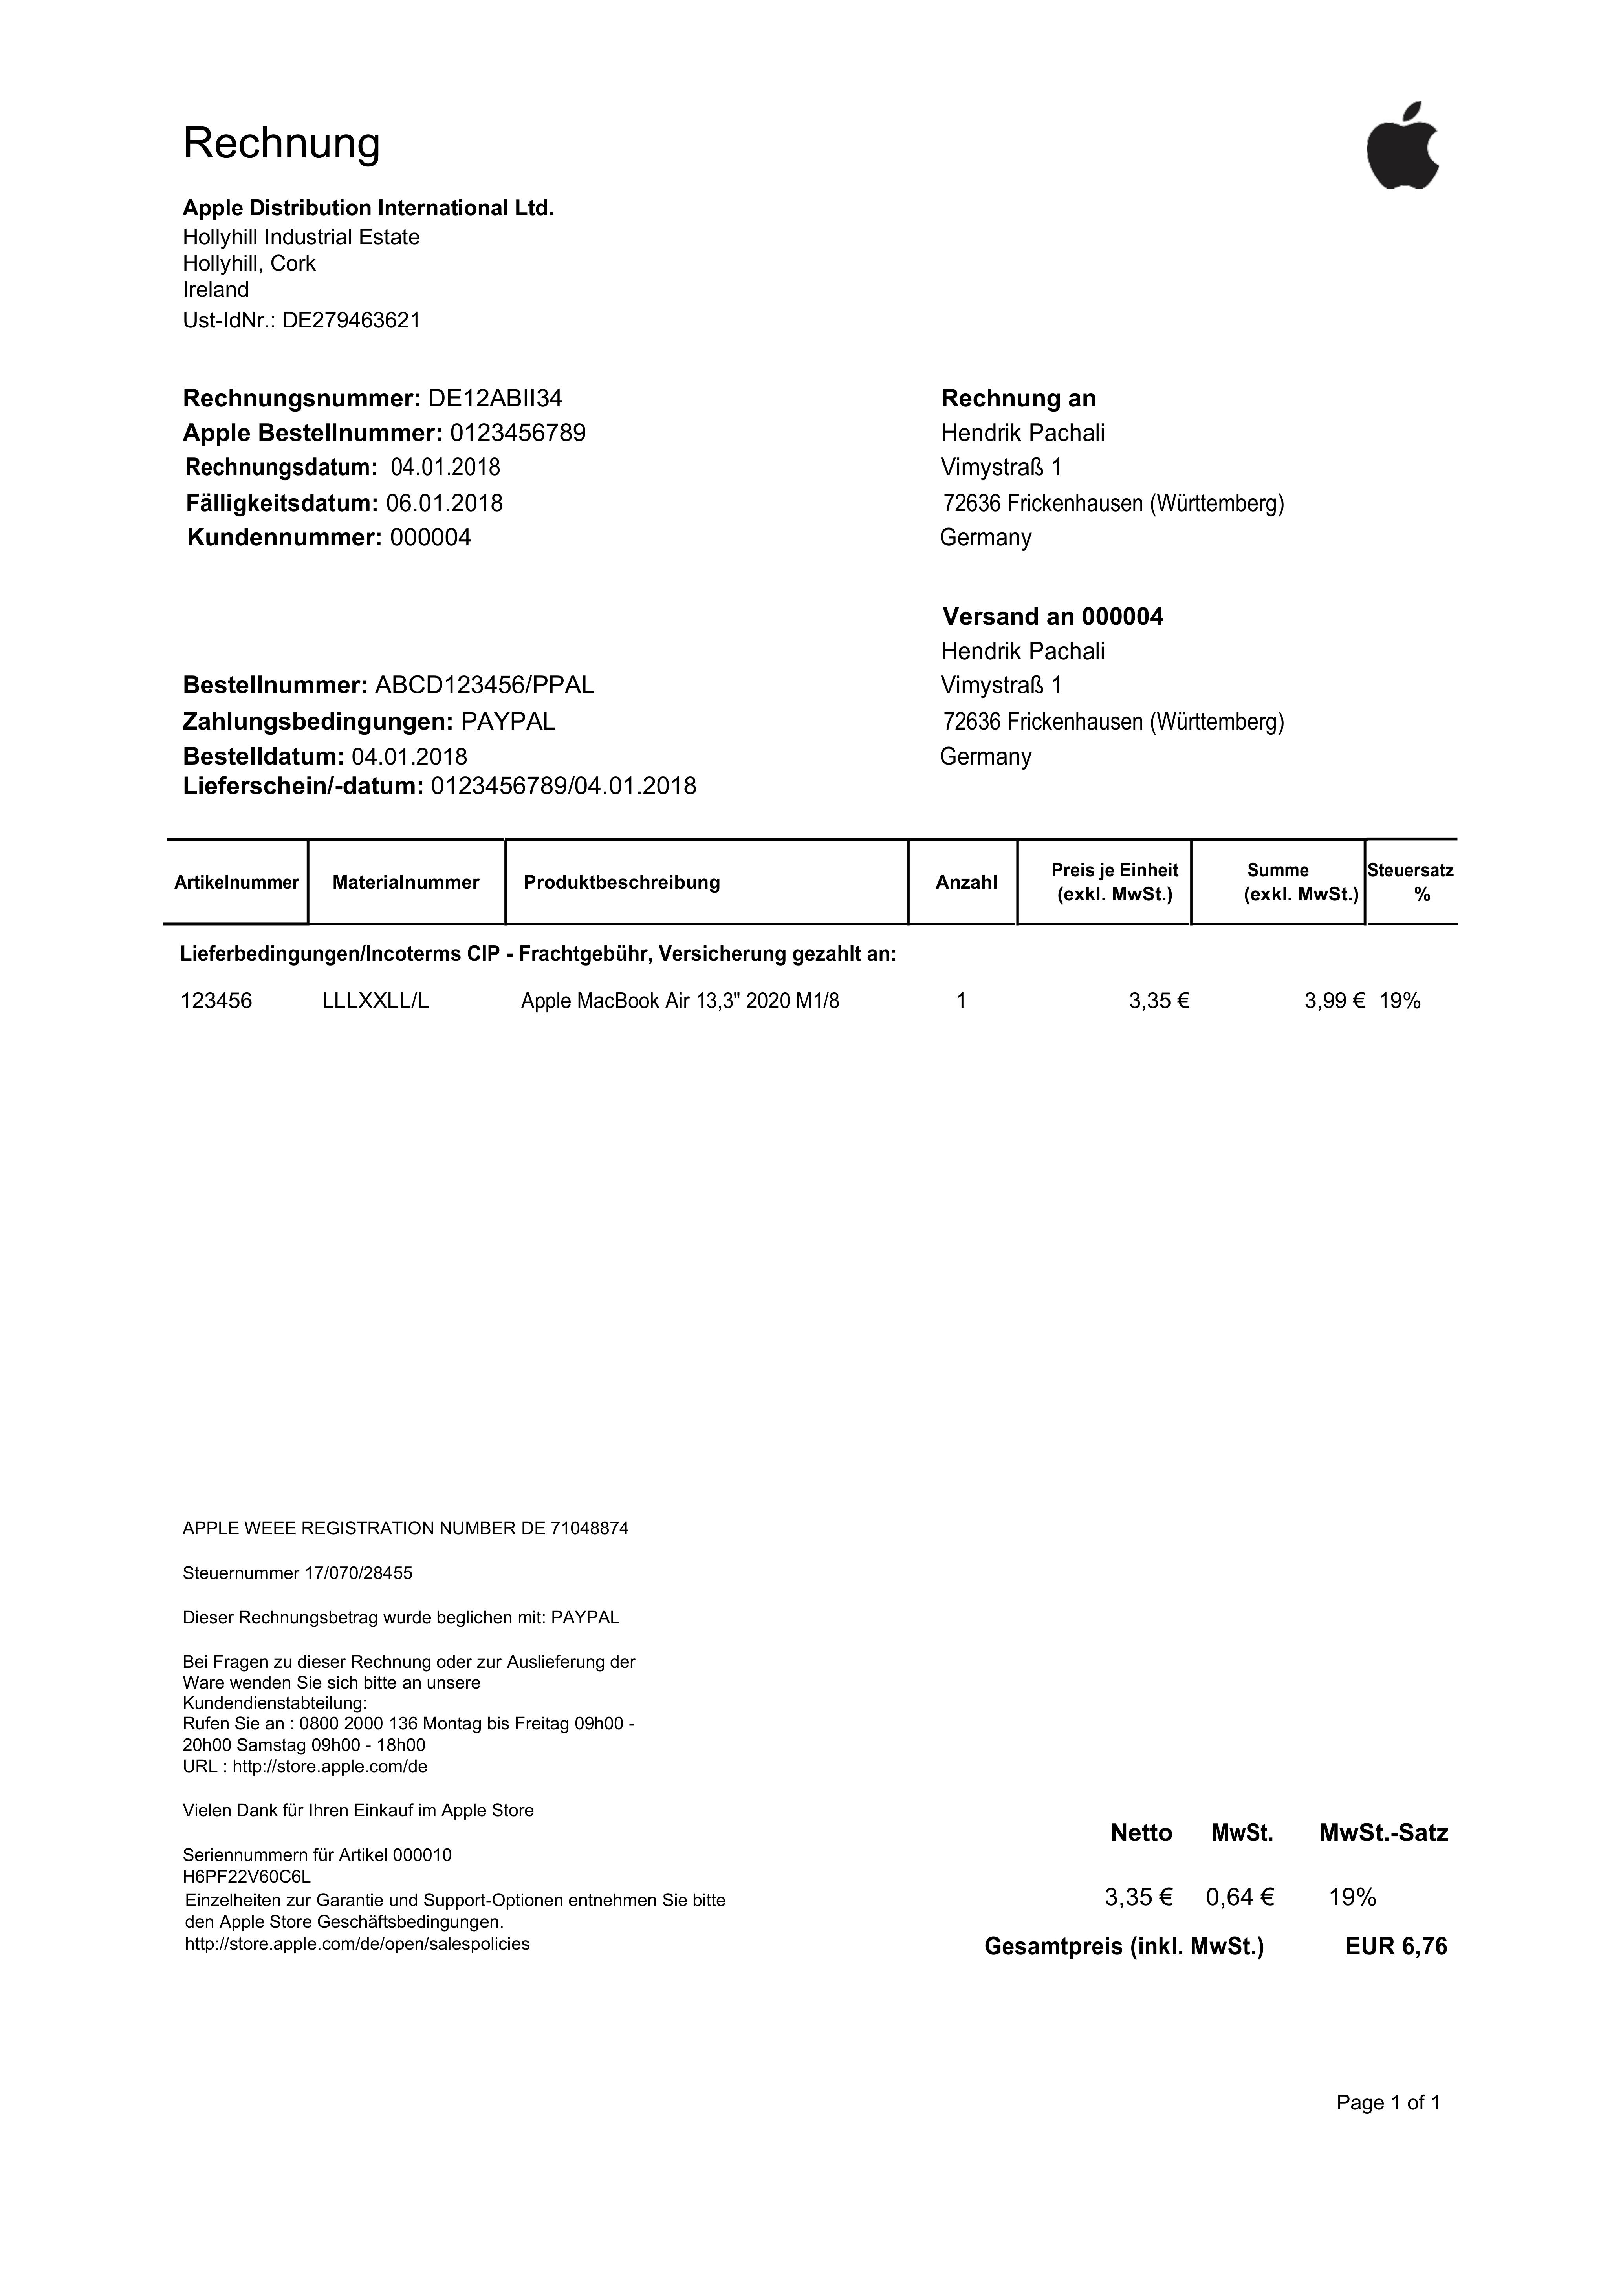 Rechnung
Apple Distribution International Ltd.
Hollyhill Industrial Estate
Hollyhill, Cork
Ireland
Ust-IdNr.: DE279463621
Rechnungsnummer: DE12ABII34
Apple Bestellnummer: 0123456789
Rechnungsdatum: 04.01.2018
Fälligkeitsdatum: 06.01.2018
Kundennummer: 000004
Rechnung an
Hendrik Pachali
Vimystraß 1
72636 Frickenhausen (Württemberg)
Germany
Versand an 000004
Hendrik Pachali
Vimystraß 1
72636 Frickenhausen (Württemberg)
Germany
Bestellnummer: ABCD123456/PPAL
Zahlungsbedingungen: PAYPAL
Bestelldatum: 04.01.2018
Lieferschein/-datum: 0123456789/04.01.2018
Artikelnummer Materialnummer Produktbeschreibung Anzahl Preis je Einheit (exkl. MwSt.) Summe (exkl. MwSt.) Steuersatz %
Lieferbedingungen/Incoterms CIP - Frachtgebühr, Versicherung gezahlt an:
123456 LLLXXLL/L Apple MacBook Air 13,3" 2020 M1/8 1 3,35 € 3,99 € 19%
APPLE WEEE REGISTRATION NUMBER DE 71048874
Steuernummer 17/070/28455
Dieser Rechnungsbetrag wurde beglichen mit: PAYPAL
Bei Fragen zu dieser Rechnung oder zur Auslieferung der
Ware wenden Sie sich bitte an unsere
Kundendienstabteilung:
Rufen Sie an : 0800 2000 136 Montag bis Freitag 09h00 -
20h00 Samstag 09h00 - 18h00
URL : http://store.apple.com/de
Vielen Dank für Ihren Einkauf im Apple Store
Seriennummern für Artikel 000010
H6PF22V60C6L
Einzelheiten zur Garantie und Support-Optionen entnehmen Sie bitte
den Apple Store Geschäftsbedingungen.
http://store.apple.com/de/open/salespolicies
Netto MwSt. MwSt.-Satz
3,35 € 0,64 € 19%
Gesamtpreis (inkl. MwSt.) EUR 6,76
Page 1 of 1